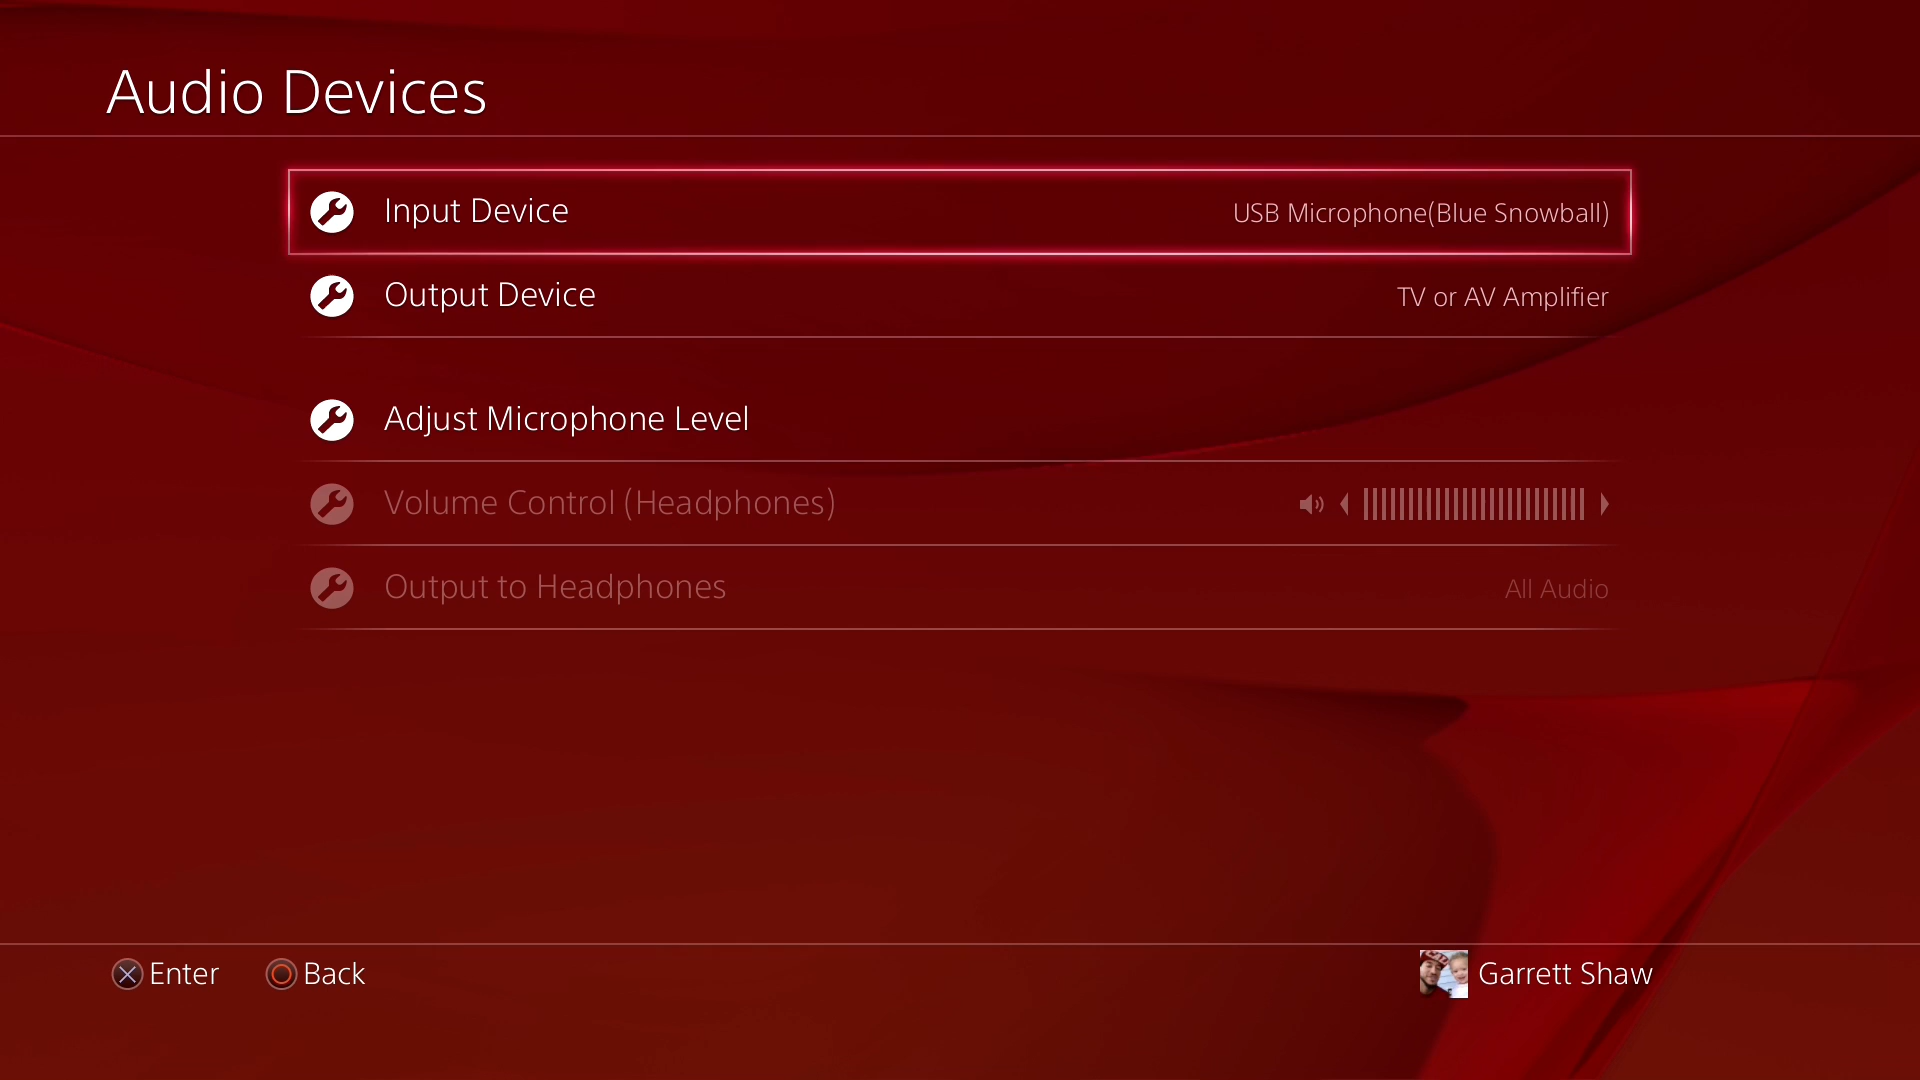 Audio Devices
Input Device USB Microphone(Blue Snowball)
Output Device TV or AV Amplifier
Adjust Microphone Level
Volume Control (Headphones)
Output to Headphones All Audio
Enter Back Garrett Shaw